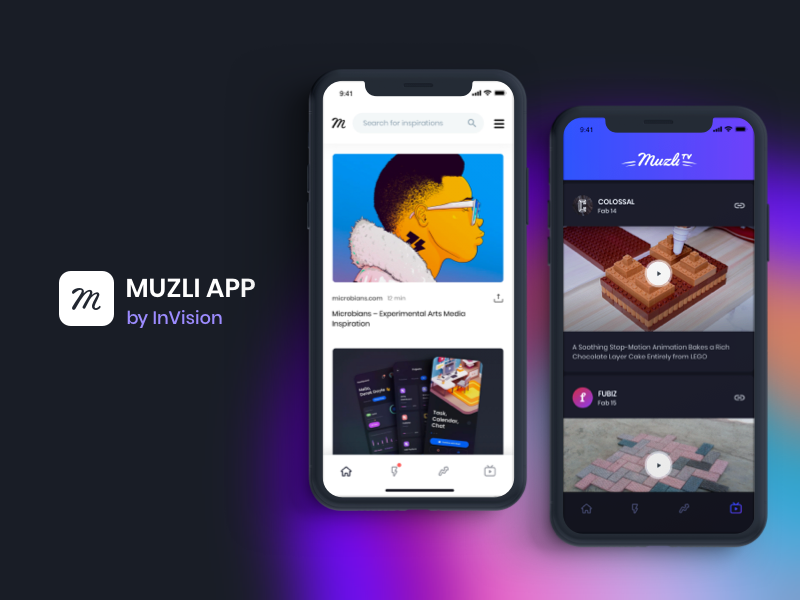 MUZLI APP
by InVision
9:41
Search for inspirations
microbians.com 12 min
Microbians – Experimental Arts Media
Inspiration
Task,
Calendar,
Chat
9:41
Muzli TV
COLOSSAL
Fab 14
A Soothing Stop-Motion Animation Bakes a Rich
Chocolate Layer Cake Entirely from LEGO
FUBIZ
Fab 15